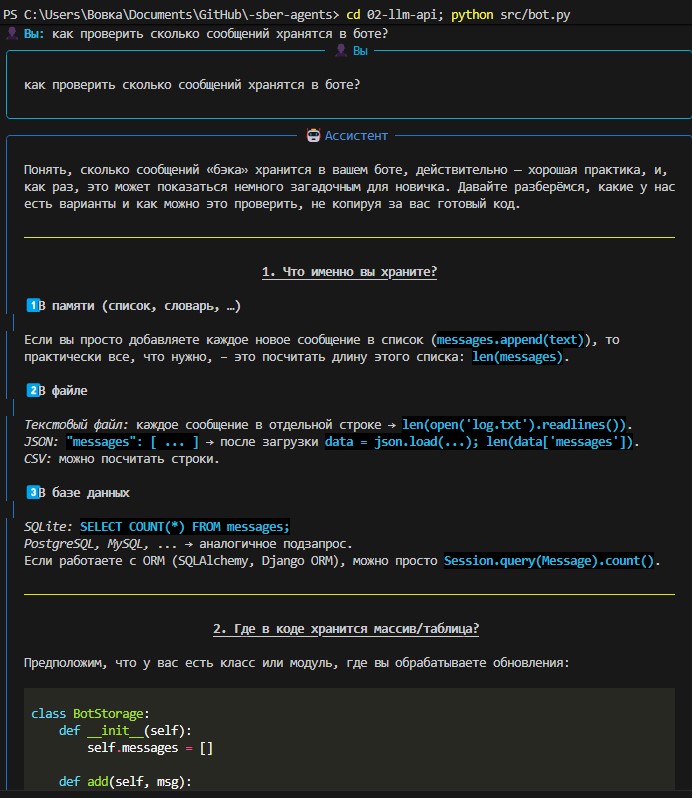 PS C:\Users\Вовка\Documents\GitHub\-sber-agents> cd 02-llm-api; python src/bot.py
👤 Вы: как проверить сколько сообщений хранятся в боте?
👤 Вы
как проверить сколько сообщений хранятся в боте?
🤖 Ассистент
Понять, сколько сообщений «бэка» хранится в вашем боте, действительно — хорошая практика, и,
как раз, это может показаться немного загадочным для новичка. Давайте разберёмся, какие у нас
есть варианты и как можно это проверить, не копируя за вас готовый код.
1. Что именно вы храните?
1️⃣В памяти (список, словарь, …)
Если вы просто добавляете каждое новое сообщение в список (messages.append(text)), то
практически все, что нужно, – это посчитать длину этого списка: len(messages).
2️⃣В файле
Текстовый файл: каждое сообщение в отдельной строке → len(open('log.txt').readlines()).
JSON: "messages": [ ... ] → после загрузки data = json.load(...); len(data['messages']).
CSV: можно посчитать строки.
3️⃣В базе данных
SQLite: SELECT COUNT(*) FROM messages;
PostgreSQL, MySQL, ... → аналогичное подзапрос.
Если работаете с ORM (SQLAlchemy, Django ORM), можно просто Session.query(Message).count().
2. Где в коде хранится массив/таблица?
Предположим, что у вас есть класс или модуль, где вы обрабатываете обновления:
class BotStorage:
    def __init__(self):
        self.messages = []
    def add(self, msg):